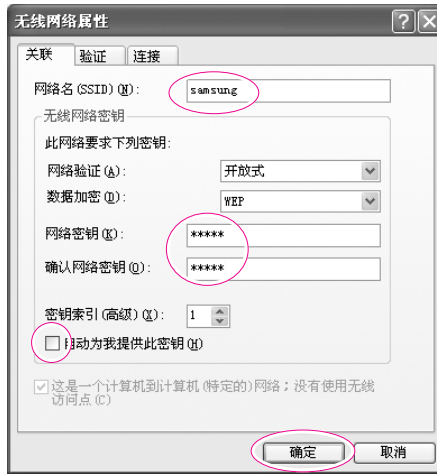 无线网络属性
关联 验证 连接
网络名(SSID)(N): samsung
无线网络密钥
此网络要求下列密钥:
网络验证(A): 开放式
数据加密(D): WEP
网络密钥(K): *****
确认网络密钥(O): *****
密钥索引(高级)(X): 1
自动为我提供此密钥(H)
这是一个计算机到计算机(特定的)网络;没有使用无线
访问点(C)
确定 取消